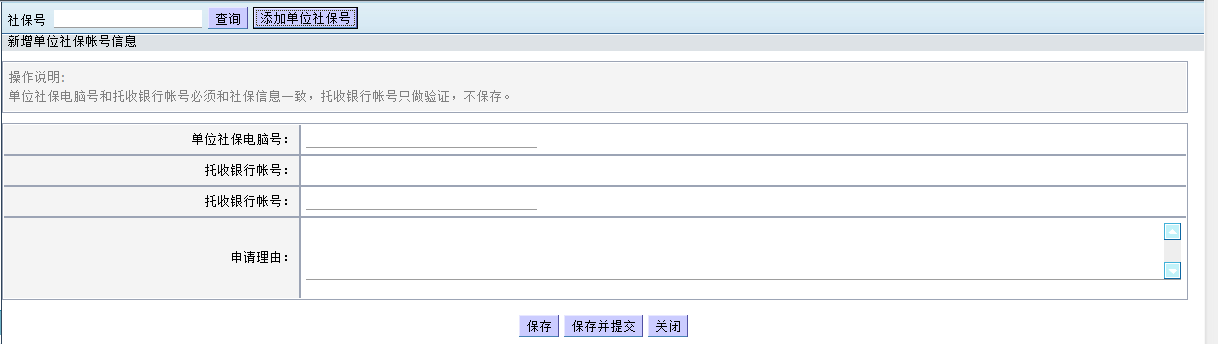 社保号 查询 添加单位社保号
新增单位社保帐号信息
操作说明:
单位社保电脑号和托收银行帐号必须和社保信息一致，托收银行帐号只做验证，不保存。
单位社保电脑号：
托收银行帐号：
托收银行帐号：
申请理由：
保存 保存并提交 关闭